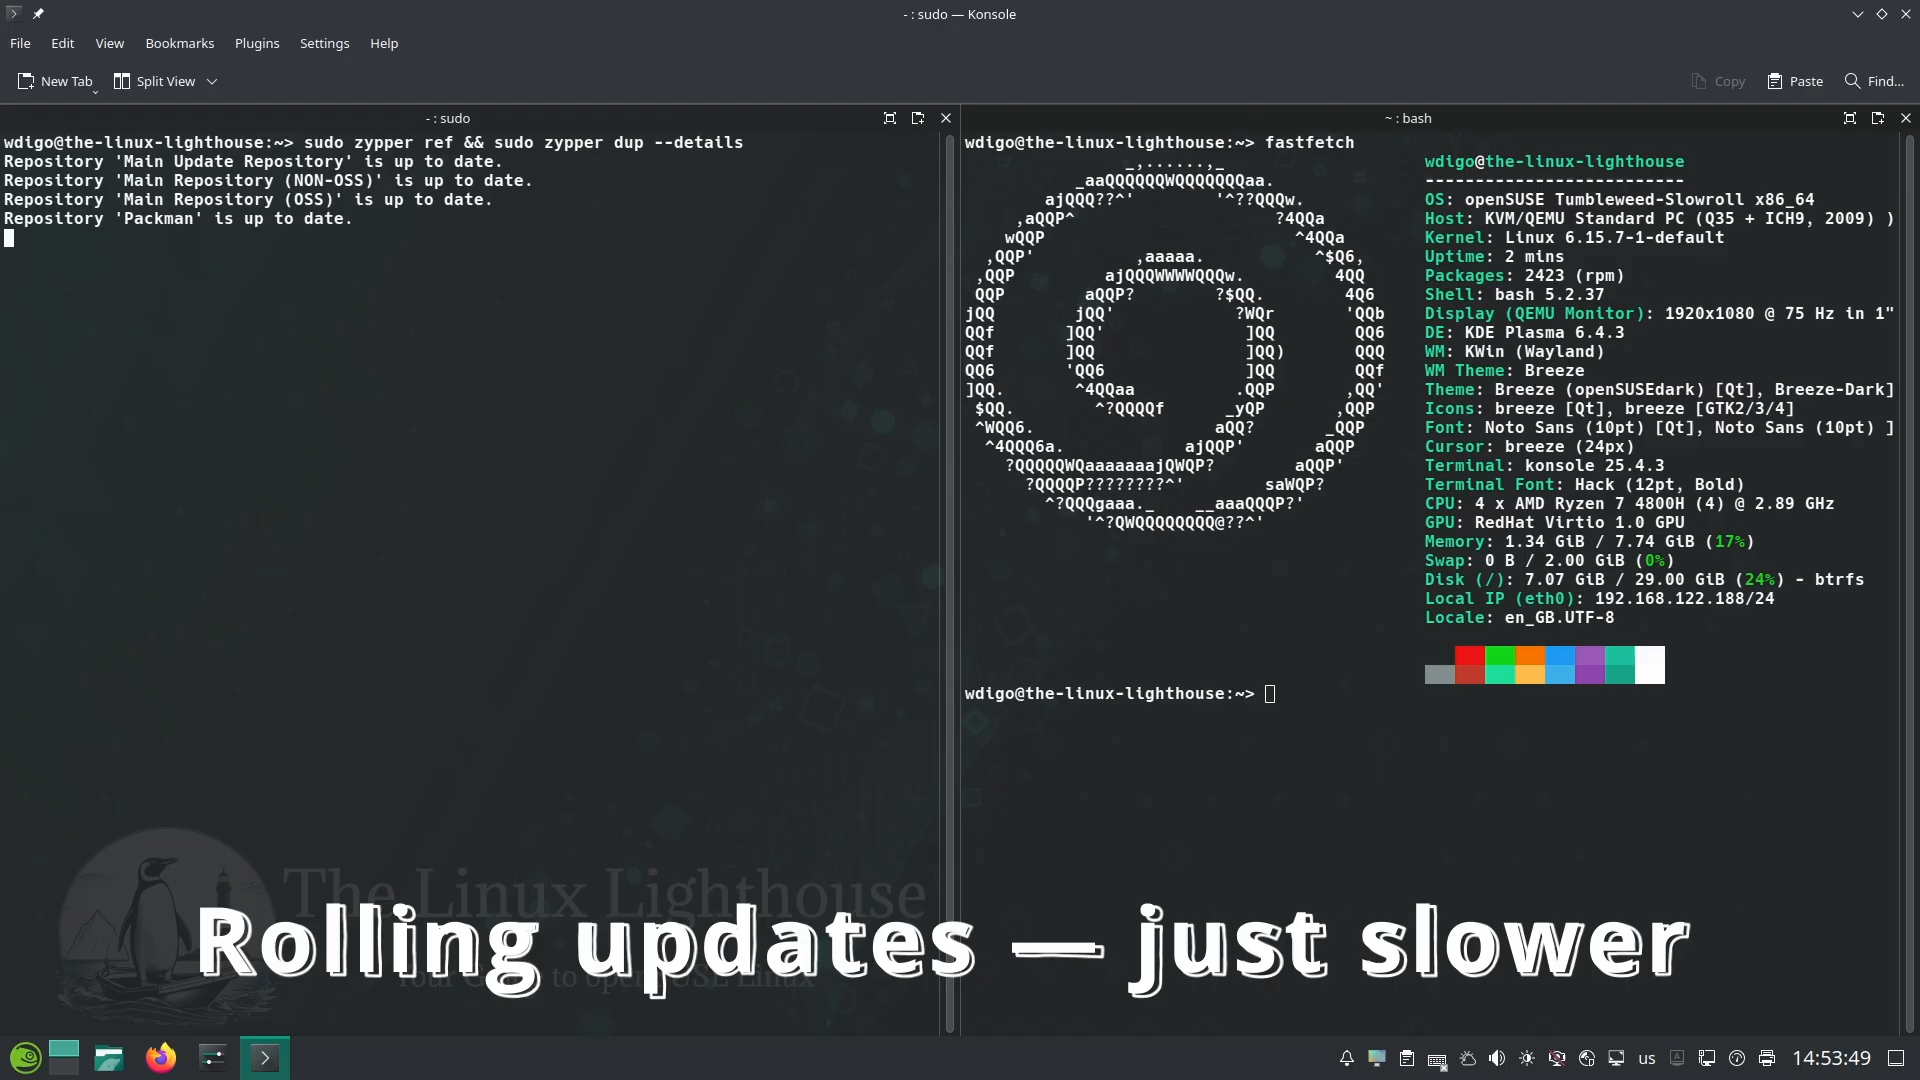 - : sudo — Konsole
File Edit View Bookmarks Plugins Settings Help
New Tab Split View Copy Paste Find...
- : sudo
wdigo@the-linux-lighthouse:~> sudo zypper ref && sudo zypper dup --details
Repository 'Main Update Repository' is up to date.
Repository 'Main Repository (NON-OSS)' is up to date.
Repository 'Main Repository (OSS)' is up to date.
Repository 'Packman' is up to date.
~ : bash
wdigo@the-linux-lighthouse:~> fastfetch
wdigo@the-linux-lighthouse
--------------------------
OS: openSUSE Tumbleweed-Slowroll x86_64
Host: KVM/QEMU Standard PC (Q35 + ICH9, 2009) )
Kernel: Linux 6.15.7-1-default
Uptime: 2 mins
Packages: 2423 (rpm)
Shell: bash 5.2.37
Display (QEMU Monitor): 1920x1080 @ 75 Hz in 1"
DE: KDE Plasma 6.4.3
WM: KWin (Wayland)
WM Theme: Breeze
Theme: Breeze (openSUSEdark) [Qt], Breeze-Dark]
Icons: breeze [Qt], breeze [GTK2/3/4]
Font: Noto Sans (10pt) [Qt], Noto Sans (10pt) ]
Cursor: breeze (24px)
Terminal: konsole 25.4.3
Terminal Font: Hack (12pt, Bold)
CPU: 4 x AMD Ryzen 7 4800H (4) @ 2.89 GHz
GPU: RedHat Virtio 1.0 GPU
Memory: 1.34 GiB / 7.74 GiB (17%)
Swap: 0 B / 2.00 GiB (0%)
Disk (/): 7.07 GiB / 29.00 GiB (24%) - btrfs
Local IP (eth0): 192.168.122.188/24
Locale: en_GB.UTF-8
wdigo@the-linux-lighthouse:~>
The Linux Lighthouse
Rolling updates — just slower
to openSUSE Linux
us 14:53:49